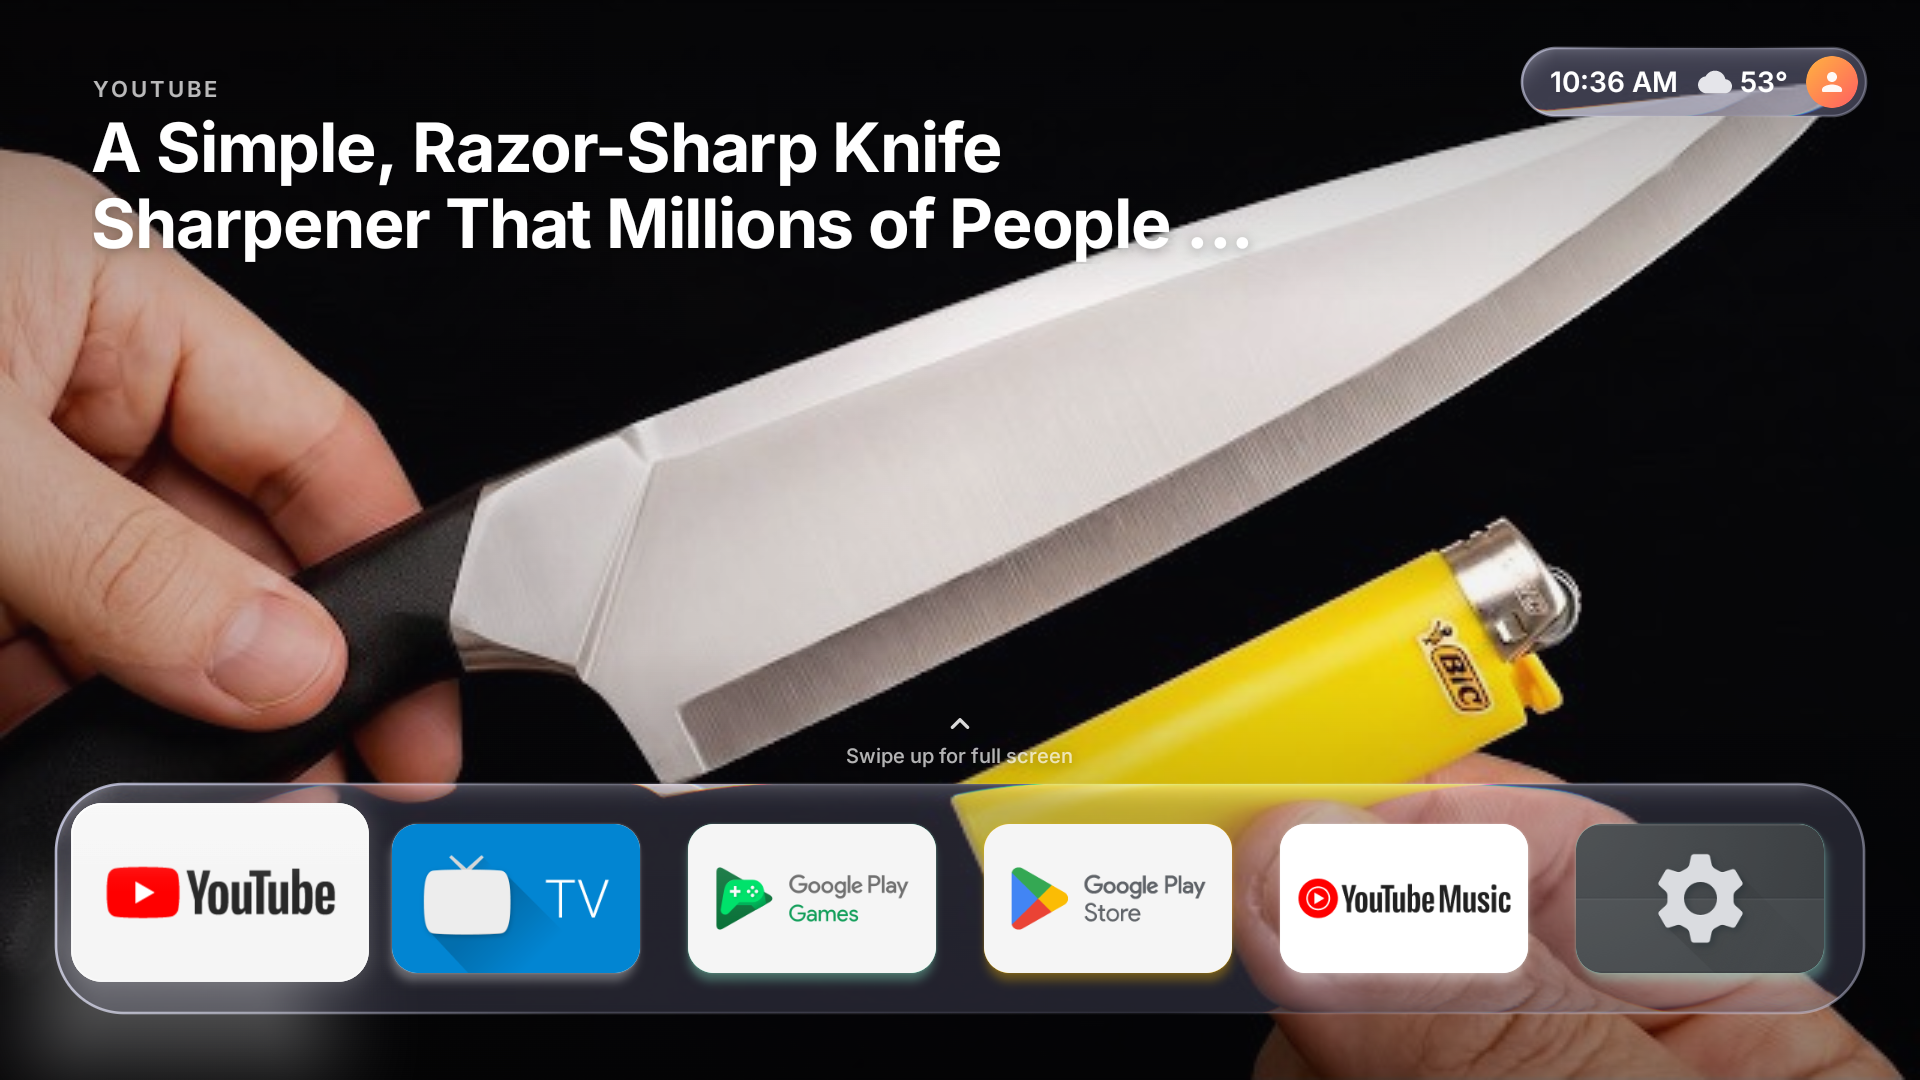 YOUTUBE
A Simple, Razor-Sharp Knife
Sharpener That Millions of People ...
10:36 AM 53°
BIC
Swipe up for full screen
YouTube
TV
Google Play
Games
Google Play
Store
YouTube Music